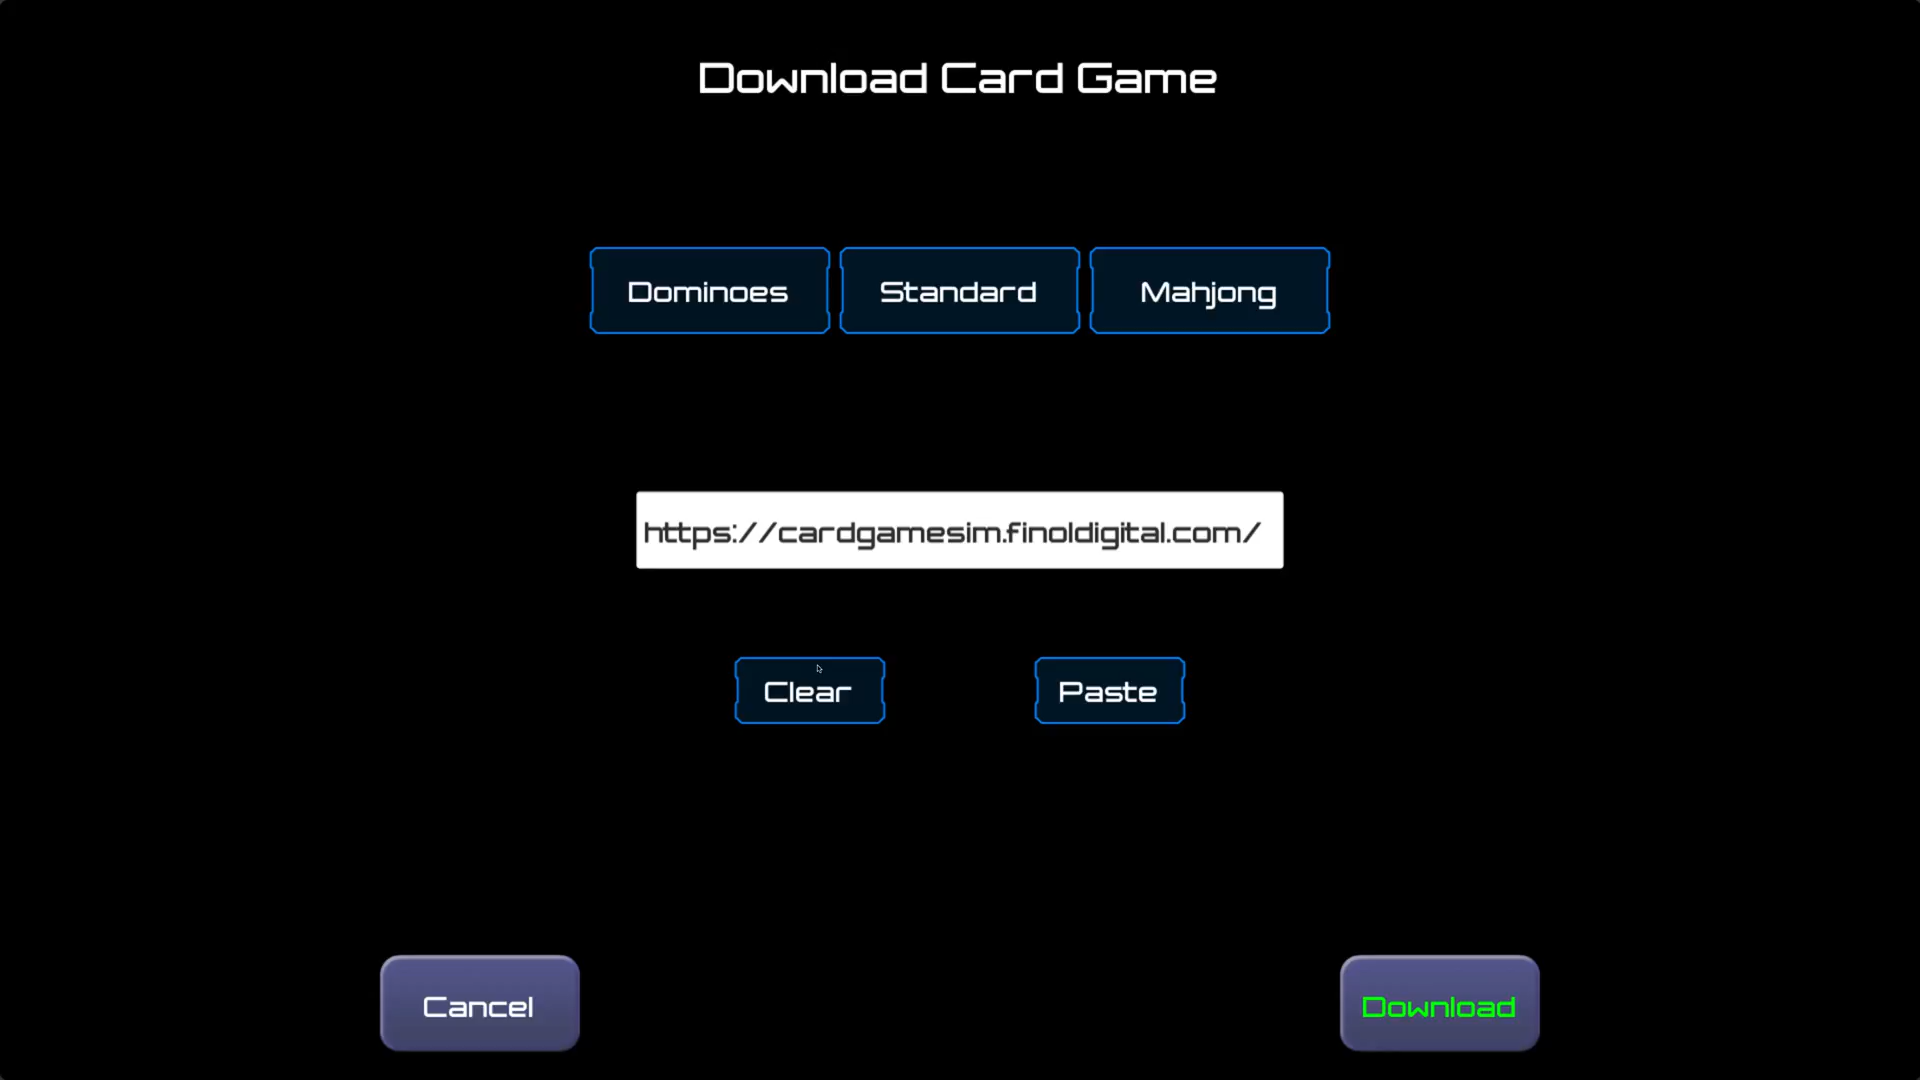 Download Card Game
Dominoes Standard Mahjong
https://cardgamesim.finoldigital.com/
Clear Paste
Cancel Download